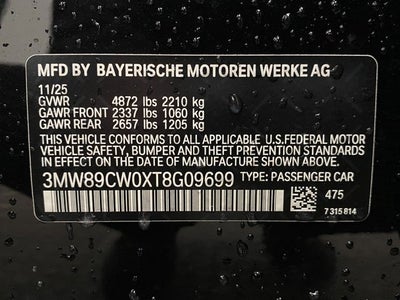 MFD BY BAYERISCHE MOTOREN WERKE AG
11/25
GVWR 4872 lbs 2210 kg
GAWR FRONT 2337 lbs 1060 kg
GAWR REAR 2657 lbs 1205 kg
THIS VEHICLE CONFORMS TO ALL APPLICABLE U.S.FEDERAL MOTOR
VEHICLE SAFETY, BUMPER AND THEFT PREVENTION STANDARDS
IN EFFECT ON THE DATE OF MANUFACTURE SHOWN ABOVE.
3MW89CW0XT8G09699 TYPE: PASSENGER CAR
475
7 315 814